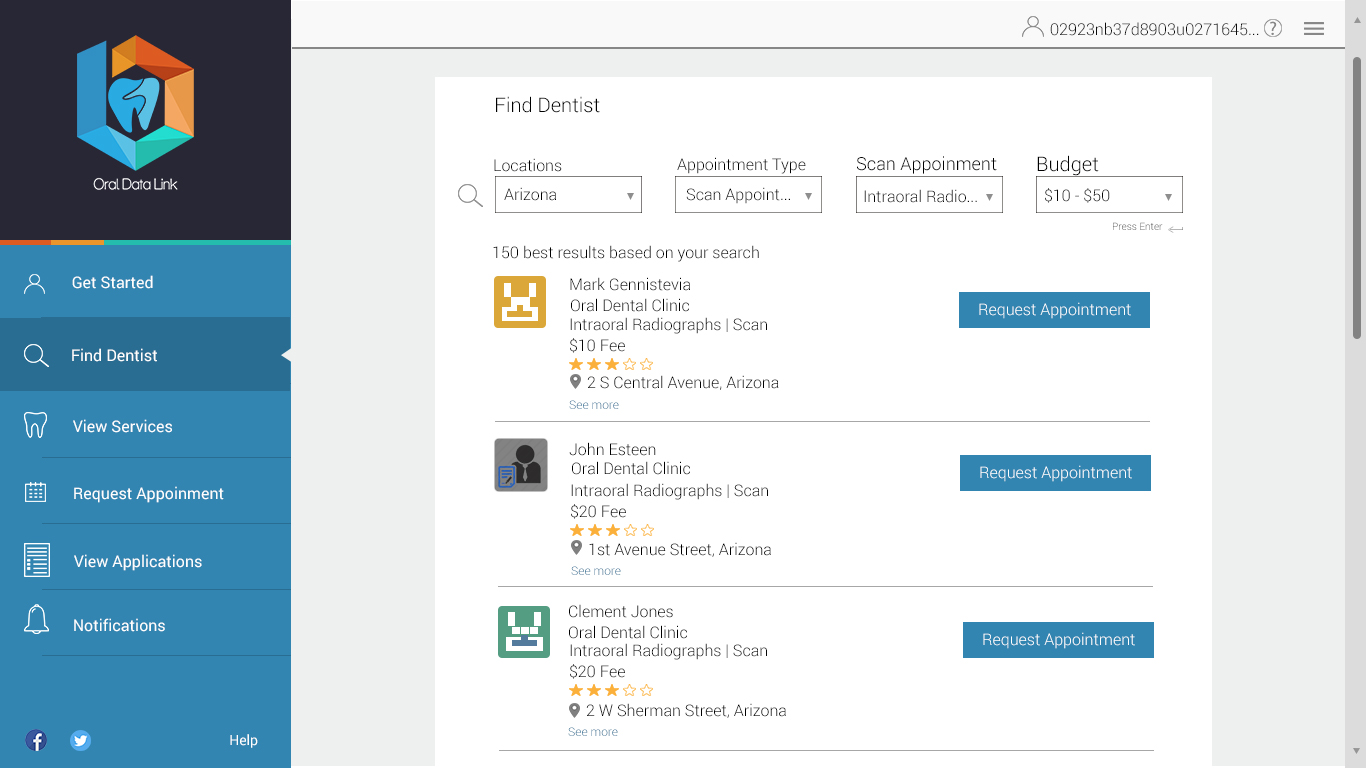 Oral Data Link
Get Started
Find Dentist
View Services
Request Appoinment
View Applications
Notifications
Help
02923nb37d8903u0271645... ?
Find Dentist
Locations
Arizona
Appointment Type
Scan Appoint...
Scan Appoinment
Intraoral Radio...
Budget
$10 - $50
Press Enter
150 best results based on your search
Mark Gennistevia
Oral Dental Clinic
Intraoral Radiographs | Scan
$10 Fee
2 S Central Avenue, Arizona
See more
Request Appointment
John Esteen
Oral Dental Clinic
Intraoral Radiographs | Scan
$20 Fee
1st Avenue Street, Arizona
See more
Request Appointment
Clement Jones
Oral Dental Clinic
Intraoral Radiographs | Scan
$20 Fee
2 W Sherman Street, Arizona
See more
Request Appointment